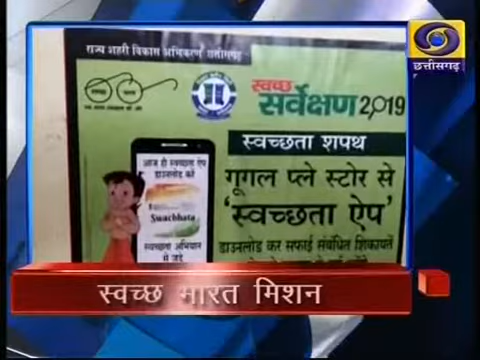 राज्य शहरी विकास अभिकरण छत्तीसगढ़
छत्तीसगढ़
स्वच्छ
सर्वेक्षण 2019
स्वच्छता शपथ
आज ही स्वच्छता ऐप
डाउनलोड करें
Swachhata
स्वच्छता अभियान
से जुड़ें
गूगल प्ले स्टोर से
'स्वच्छता ऐप'
डाउनलोड कर सफाई संबंधित शिकायतें
स्वच्छ भारत मिशन